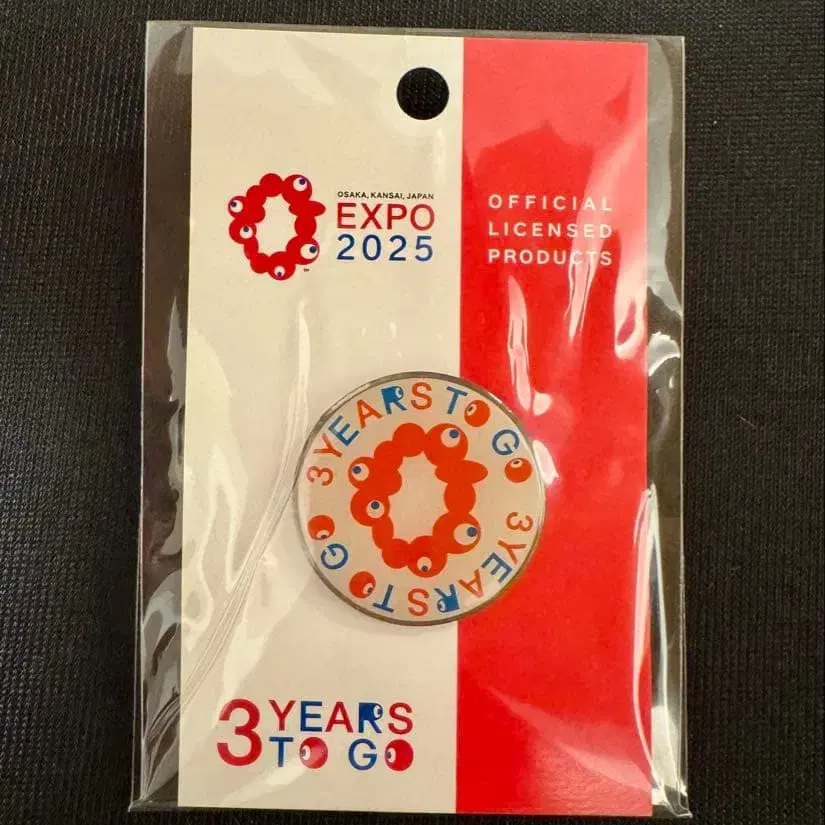 OSAKA, KANSAI, JAPAN
EXPO
2025
™
OFFICIAL
LICENSED
PRODUCTS
3 YEARS TO GO
3 YEARS TO GO
3 YEARS
TO GO